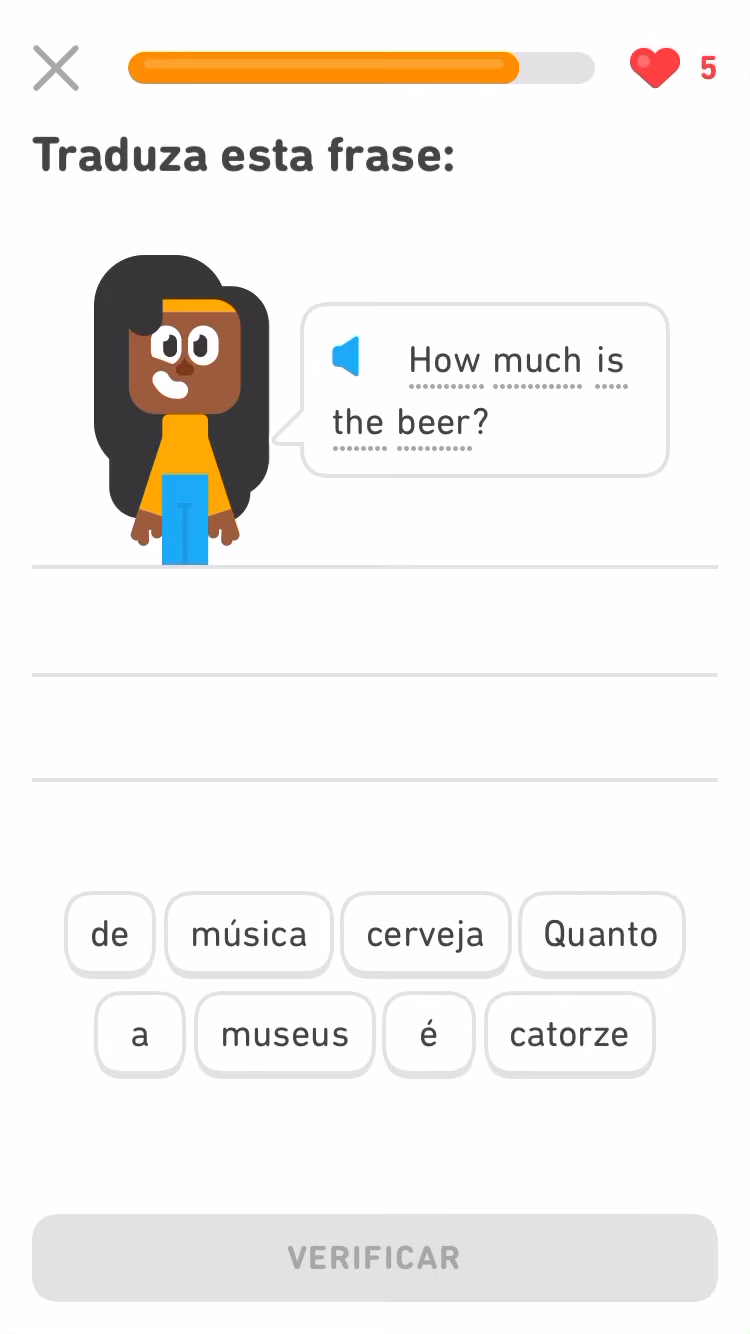 5
Traduza esta frase:
How much is
the beer?
de música cerveja Quanto
a museus é catorze
VERIFICAR